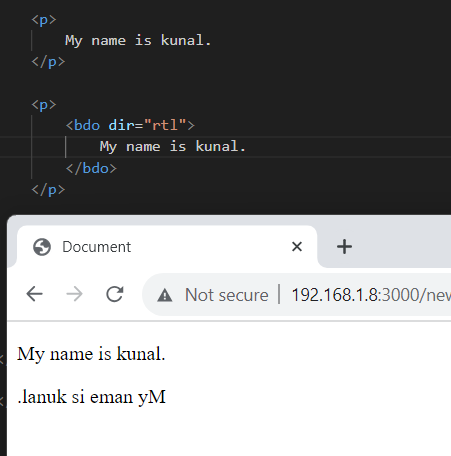 <p>
My name is kunal.
</p>
<p>
<bdo dir="rtl">
My name is kunal.
</bdo>
</p>
Document
Not secure | 192.168.1.8:3000/new
My name is kunal.
.lanuk si eman yM